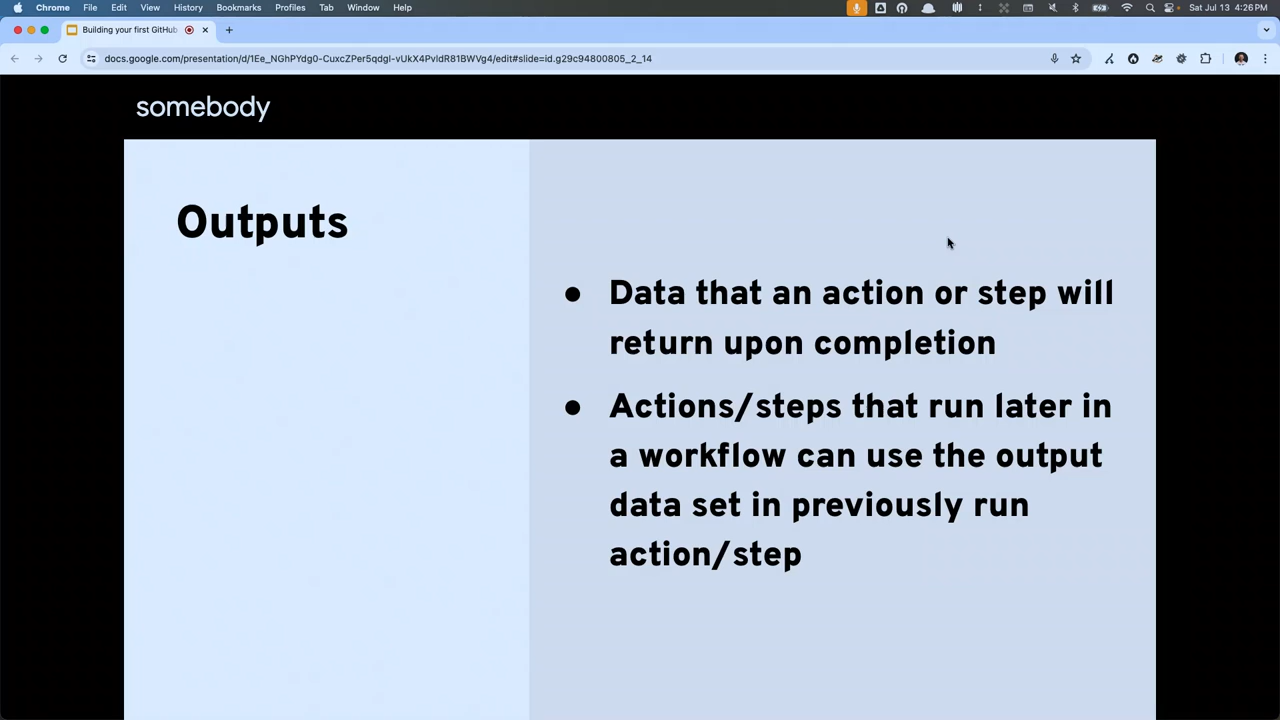 Chrome File Edit View History Bookmarks Profiles Tab Window Help Sat Jul 13 4:26 PM
Building your first GitHub
docs.google.com/presentation/d/1Ee_NGhPYdg0-CuxcZPer5qdgI-vUkX4PvldR81BWVg4/edit#slide=id.g29c94800805_2_14
somebody
Outputs
● Data that an action or step will
return upon completion
● Actions/steps that run later in
a workflow can use the output
data set in previously run
action/step